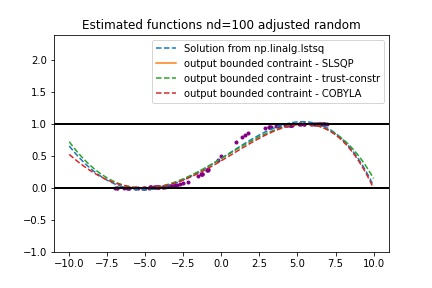 Estimated functions nd=100 adjusted random
Solution from np.linalg.lstsq
output bounded contraint - SLSQP
output bounded contraint - trust-constr
output bounded contraint - COBYLA
2.0
1.5
1.0
0.5
0.0
−0.5
−1.0
−10.0 −7.5 −5.0 −2.5 0.0 2.5 5.0 7.5 10.0